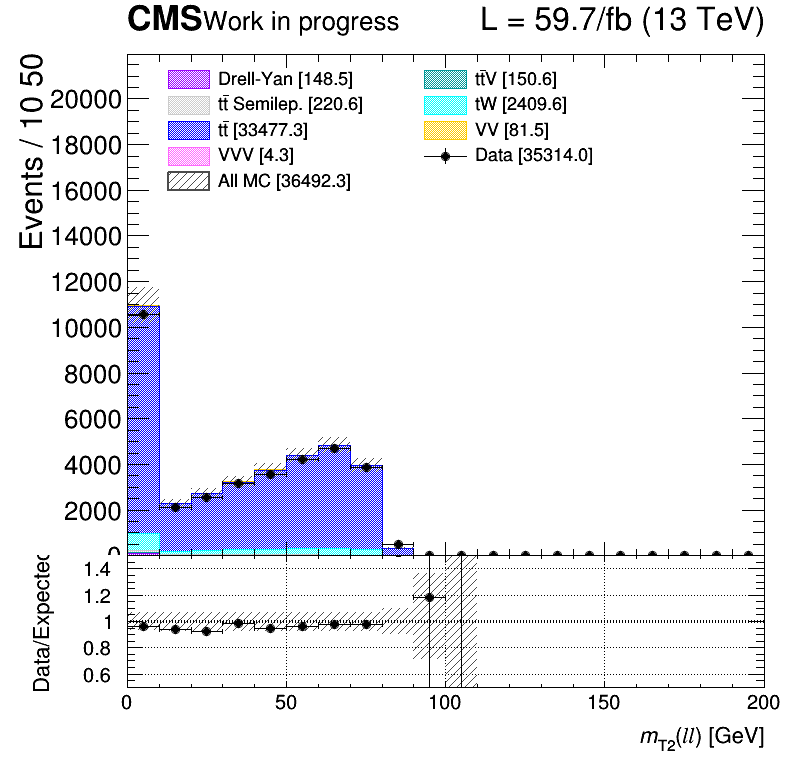 CMS Work in progress L = 59.7/fb (13 TeV)
Events / 10 50
Drell-Yan [148.5]
tt̄ Semilep. [220.6]
tt̄ [33477.3]
VVV [4.3]
All MC [36492.3]
tt̄V [150.6]
tW [2409.6]
VV [81.5]
Data [35314.0]
20000
18000
16000
14000
12000
10000
8000
6000
4000
2000
0
Data/Expected
1.4
1.2
1
0.8
0.6
0 50 100 150 200
mT2(ll) [GeV]